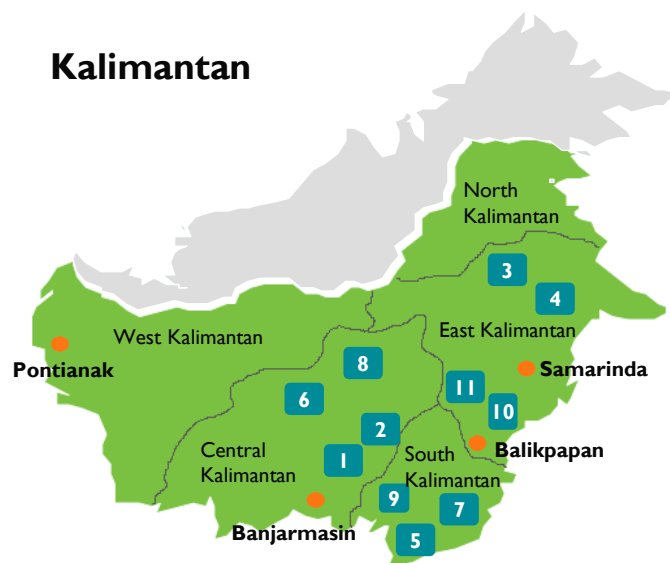 Kalimantan
North
Kalimantan
3
4
West Kalimantan
East Kalimantan
Pontianak
8
Samarinda
11
6
10
2
Central
Kalimantan
1
South
Kalimantan
Balikpapan
9
7
Banjarmasin
5